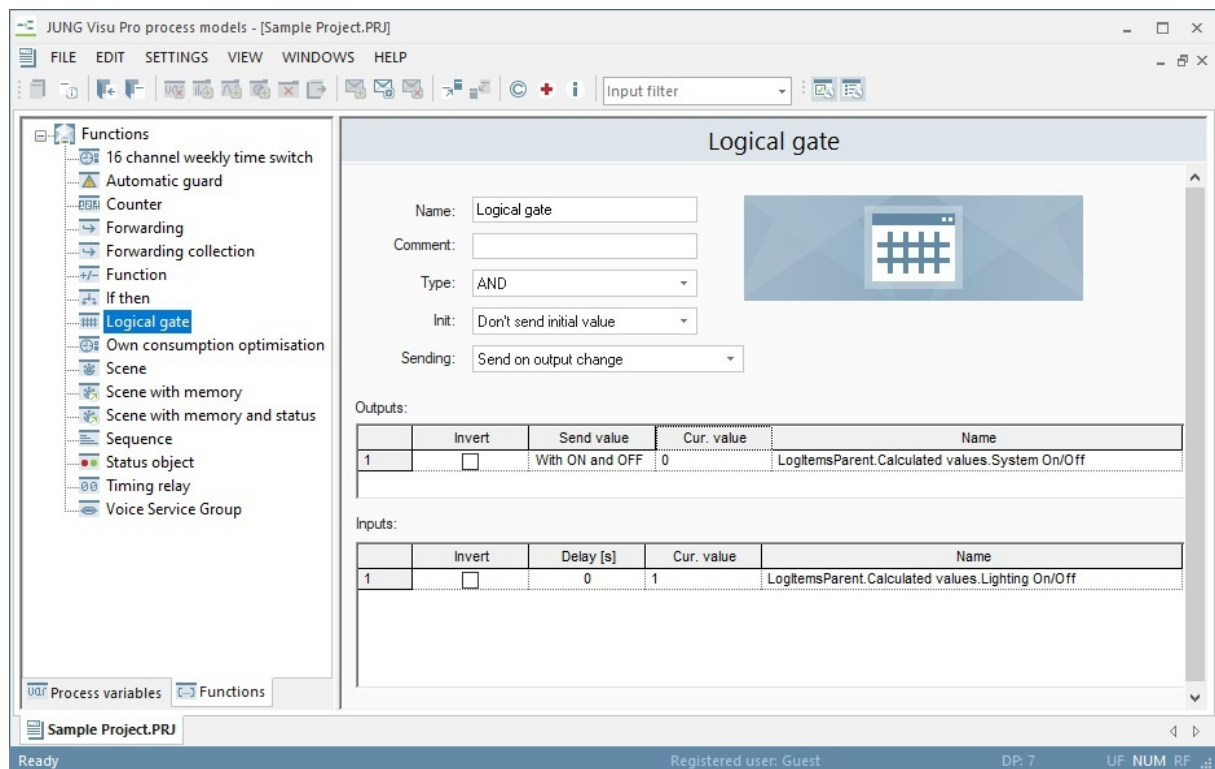 JUNG Visu Pro process models - [Sample Project.PRJ]
FILE EDIT SETTINGS VIEW WINDOWS HELP
Input filter
Functions
16 channel weekly time switch
Automatic guard
Counter
Forwarding
Forwarding collection
Function
If then
Logical gate
Own consumption optimisation
Scene
Scene with memory
Scene with memory and status
Sequence
Status object
Timing relay
Voice Service Group
Process variables Functions
Logical gate
Name: Logical gate
Comment:
Type: AND
Init: Don't send initial value
Sending: Send on output change
Outputs:
Invert Send value Cur. value Name
1 With ON and OFF 0 LogItemsParent.Calculated values.System On/Off
Inputs:
Invert Delay [s] Cur. value Name
1 0 1 LogItemsParent.Calculated values.Lighting On/Off
Sample Project.PRJ
Ready Registered user: Guest DP: 7 UF NUM RF